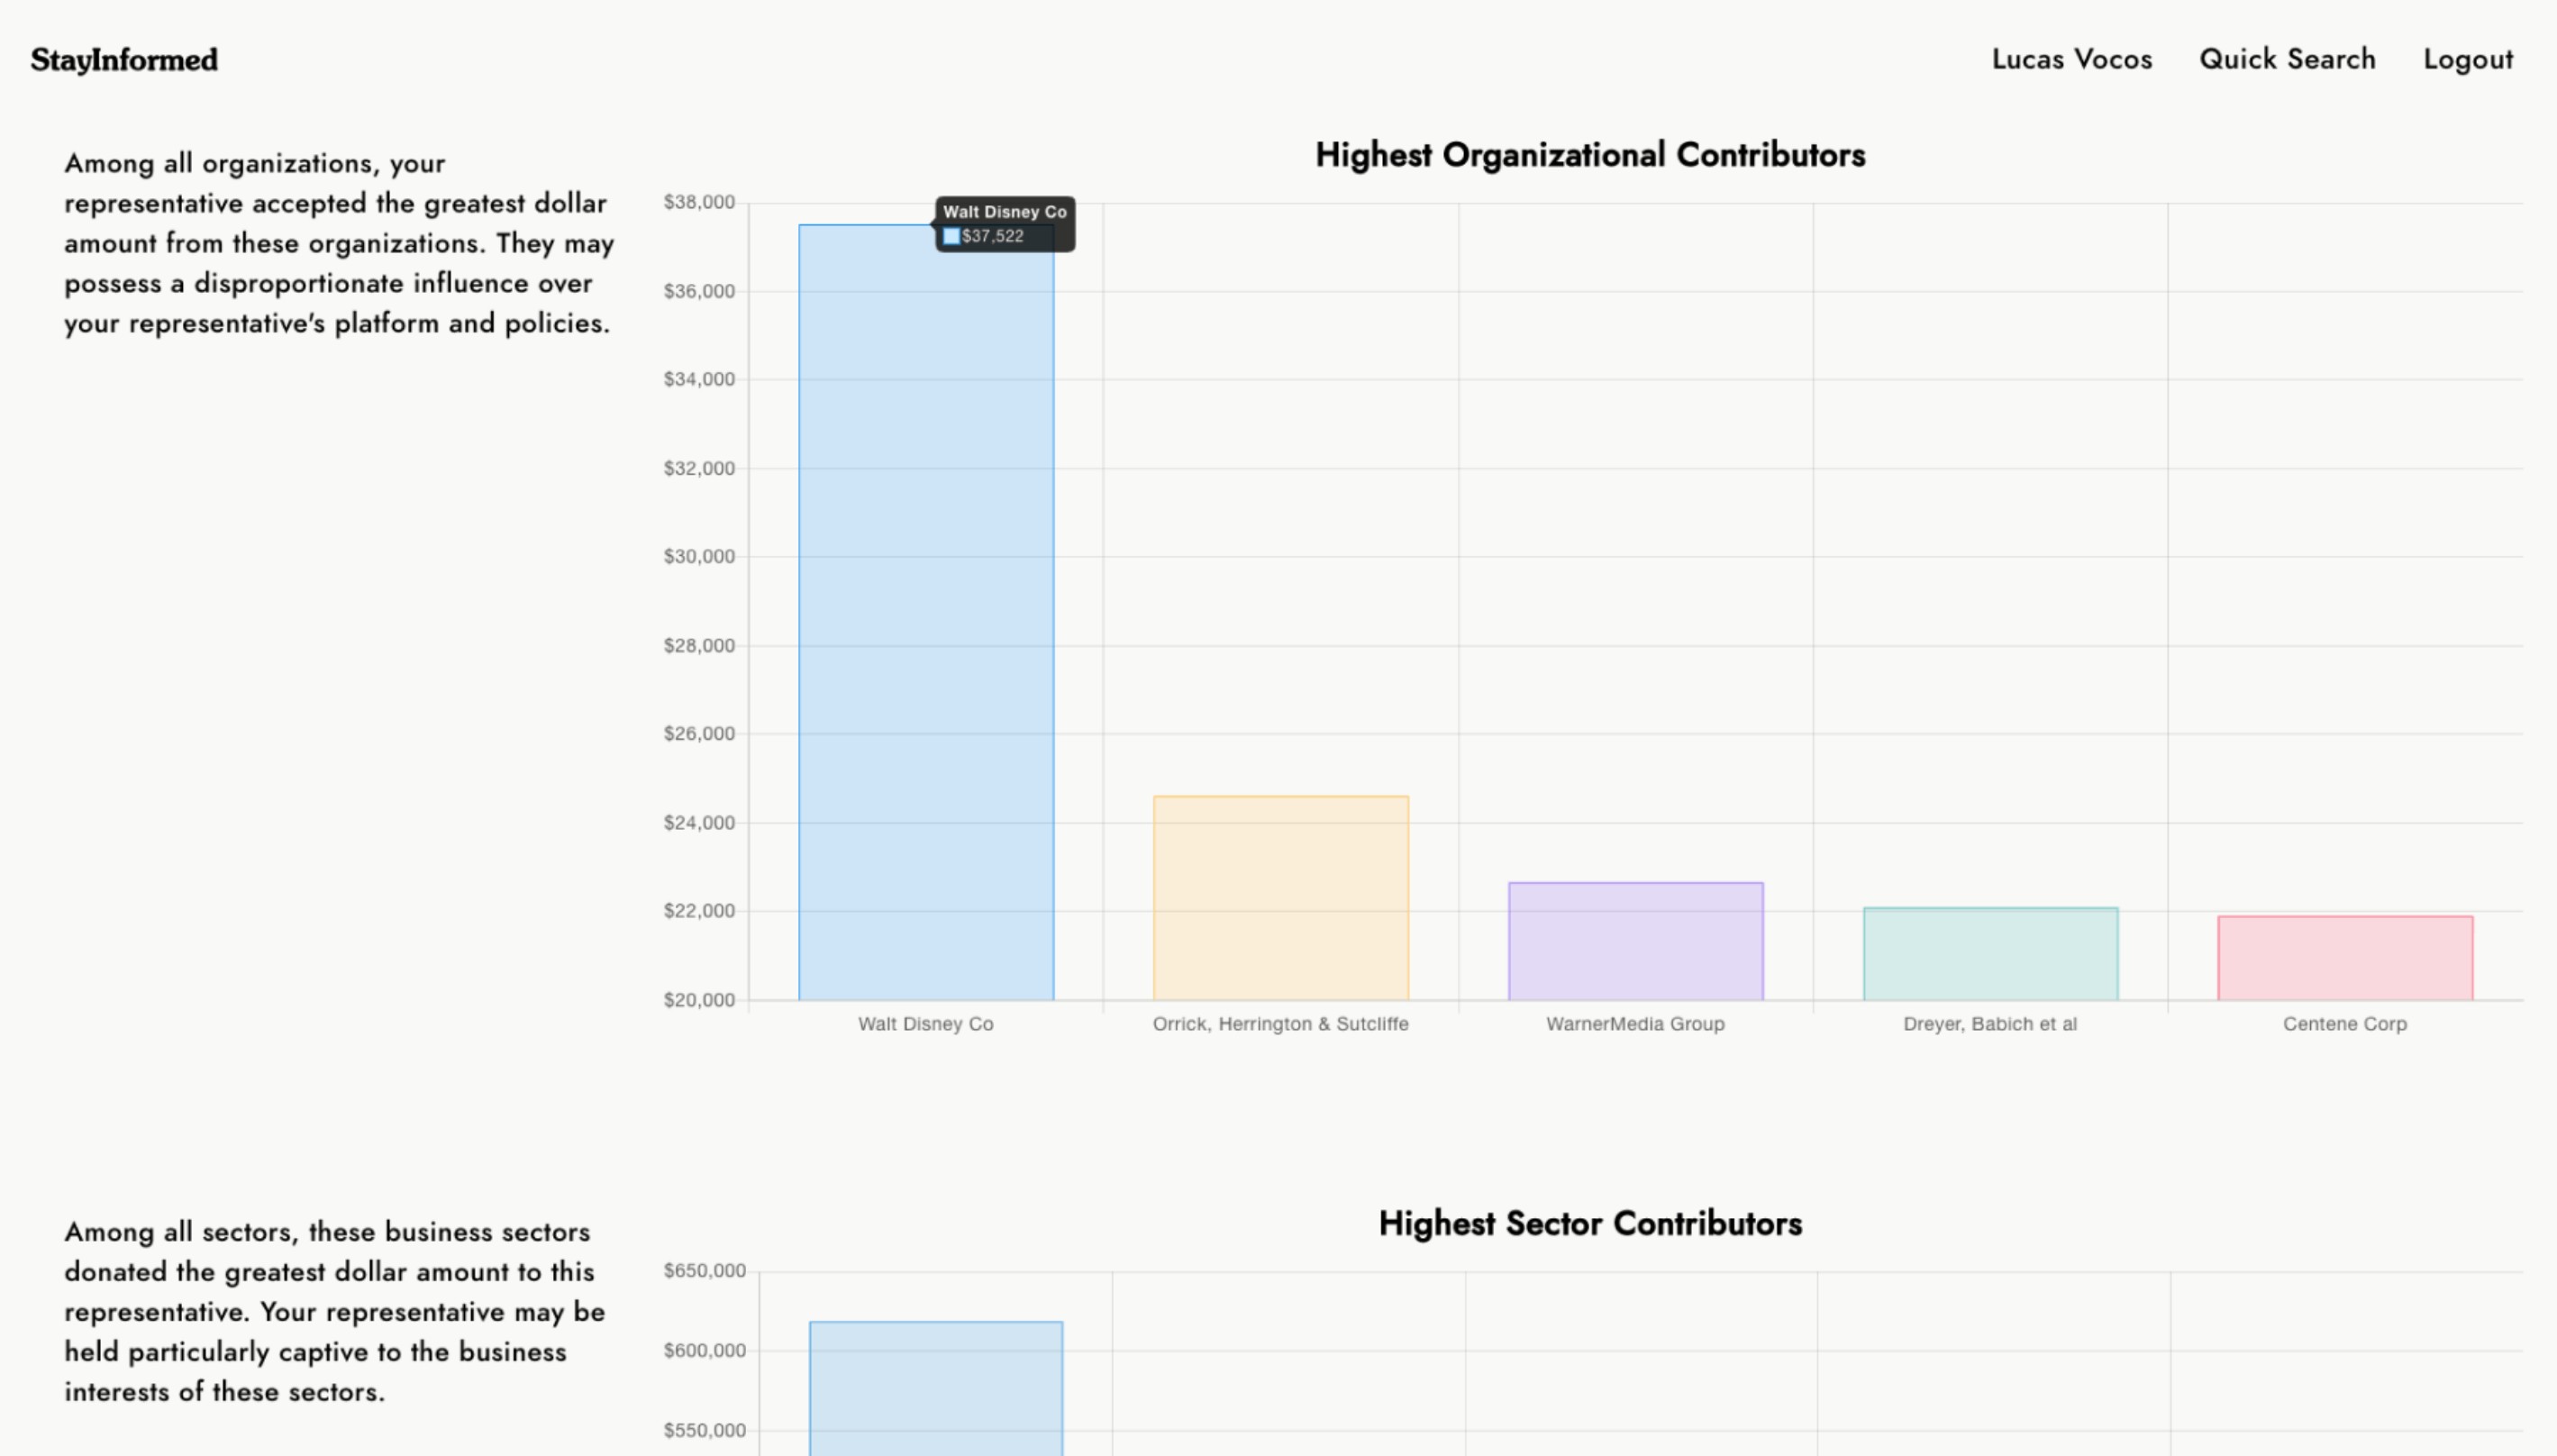 StayInformed
Lucas Vocos
Quick Search
Logout
Among all organizations, your
representative accepted the greatest dollar
amount from these organizations. They may
possess a disproportionate influence over
your representative's platform and policies.
Highest Organizational Contributors
$38,000
$36,000
$34,000
$32,000
$30,000
$28,000
$26,000
$24,000
$22,000
$20,000
Walt Disney Co
$37,522
Walt Disney Co
Orrick, Herrington & Sutcliffe
WarnerMedia Group
Dreyer, Babich et al
Centene Corp
Among all sectors, these business sectors
donated the greatest dollar amount to this
representative. Your representative may be
held particularly captive to the business
interests of these sectors.
Highest Sector Contributors
$650,000
$600,000
$550,000